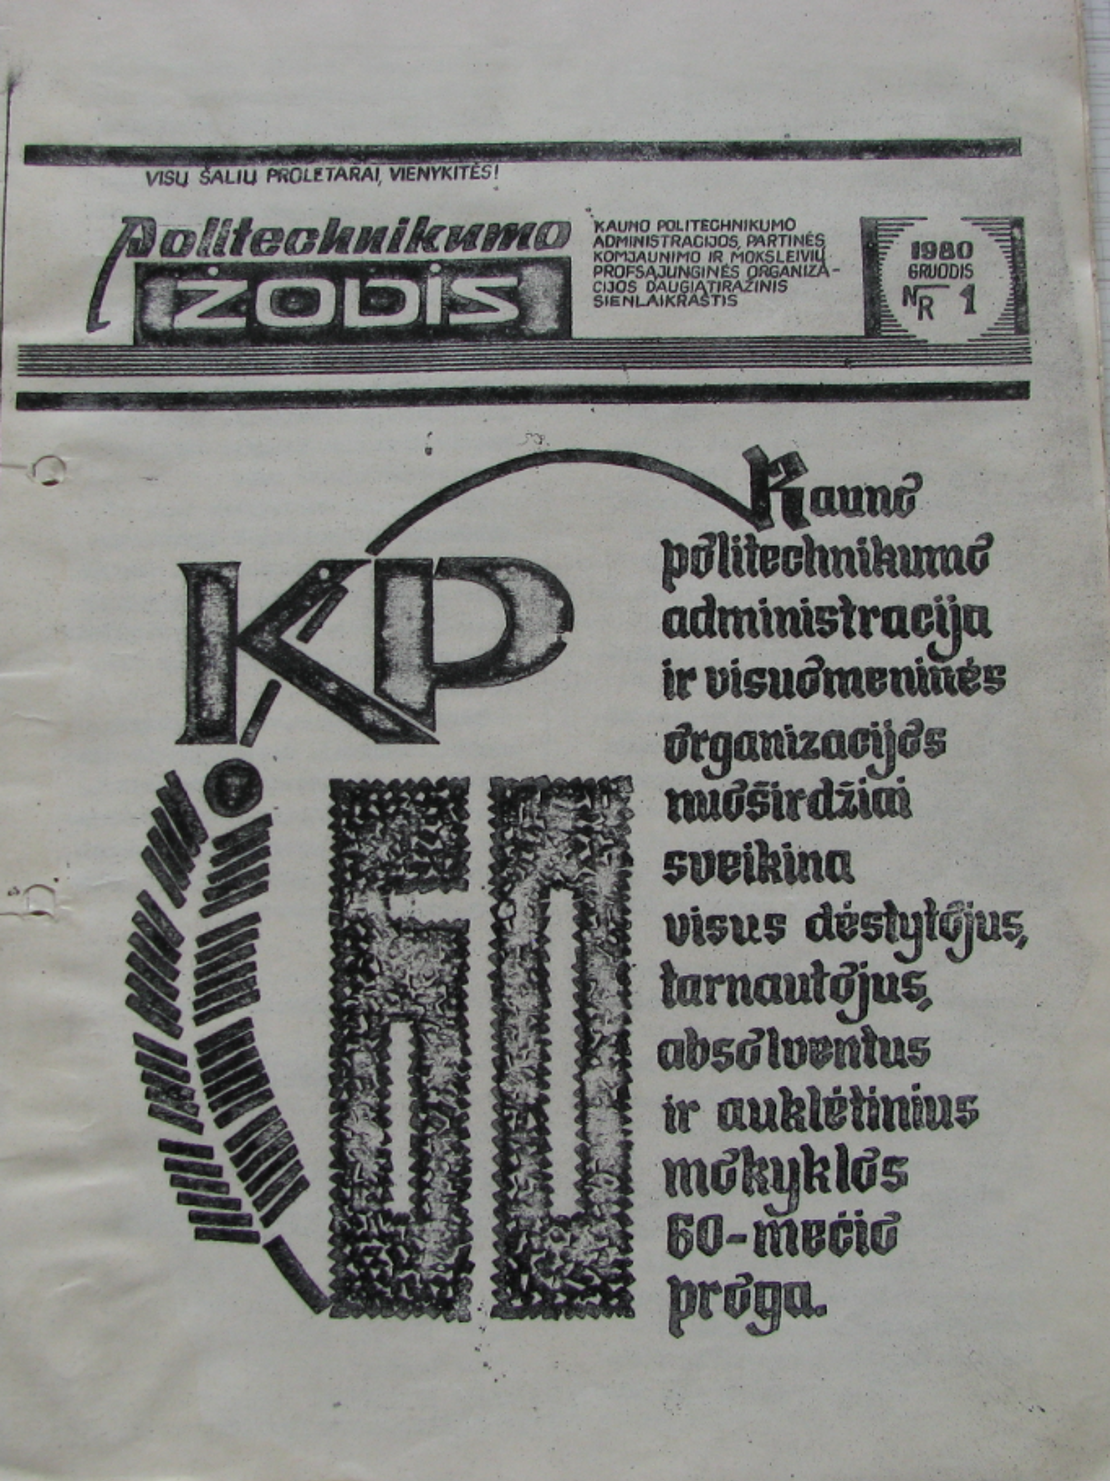 VISŲ ŠALIŲ PROLETARAI, VIENYKITĖS!
Politechnikumo
žodis
KAUNO POLITECHNIKUMO
ADMINISTRACIJOS, PARTINĖS
KOMJAUNIMO IR MOKSLEIVIŲ
PROFSĄJUNGINĖS ORGANIZA-
CIJOS DAUGIATIRAŽINIS
SIENLAIKRAŠTIS
1980
GRUODIS
NR 1
KP
60
Kauno
politechnikumo
administracija
ir visuomeninės
organizacijos
nuoširdžiai
sveikina
visus dėstytojus,
tarnautojus,
absolventus
ir auklėtinius
mokyklos
60-mečio
proga.